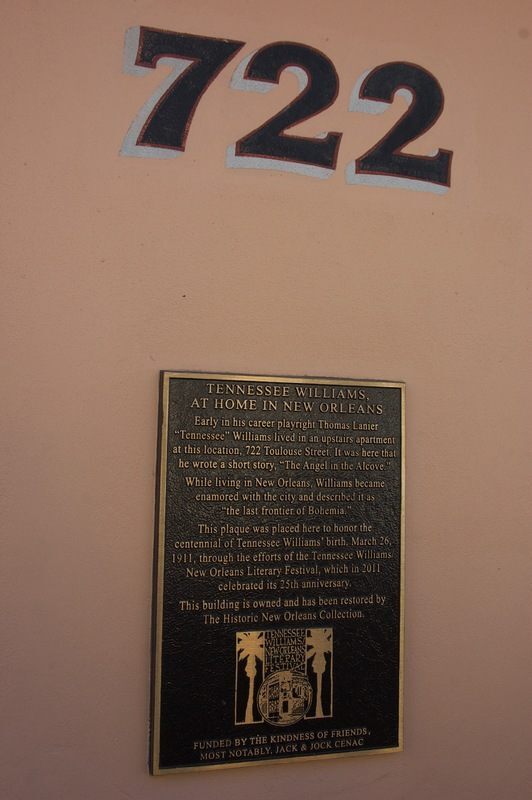 722
TENNESSEE WILLIAMS,
AT HOME IN NEW ORLEANS
Early in his career playright Thomas Lanier
"Tennessee" Williams lived in an upstairs apartment
at this location, 722 Toulouse Street. It was here that
he wrote a short story, "The Angel in the Alcove."
While living in New Orleans, Williams became
enamored with the city and described it as
"the last frontier of Bohemia."
This plaque was placed here to honor the
centennial of Tennessee Williams' birth, March 26,
1911, through the efforts of the Tennessee Williams
New Orleans Literary Festival, which in 2011
celebrated its 25th anniversary.
This building is owned and has been restored by
The Historic New Orleans Collection.
TENNESSEE
WILLIAMS/
NEW ORLEANS
LITERARY
FESTIVAL
FUNDED BY THE KINDNESS OF FRIENDS,
MOST NOTABLY, JACK & JOCK CENAC